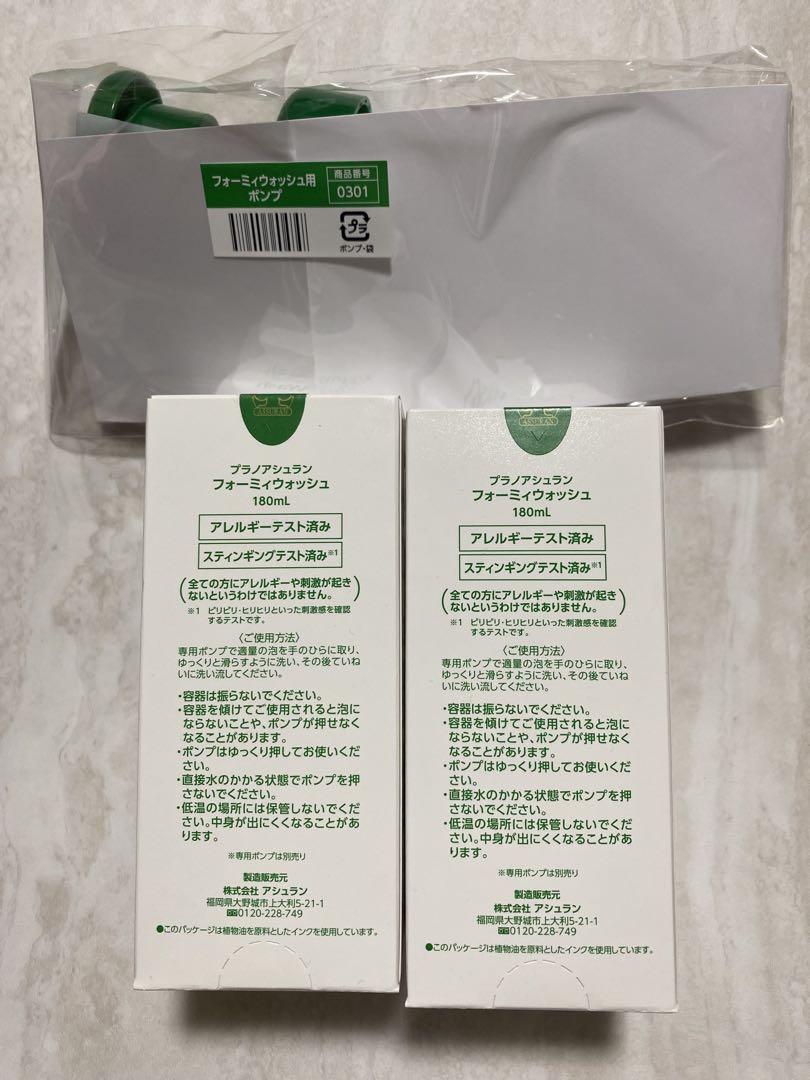 フォーミィウォッシュ用
ポンプ
商品番号
0301
プラ
ポンプ・袋
ASSURAN
プラノアシュラン
フォーミィウォッシュ
180mL
アレルギーテスト済み
スティンギングテスト済み※1
(全ての方にアレルギーや刺激が起き
ないというわけではありません。)
※1 ピリピリ・ヒリヒリといった刺激感を確認
するテストです。
〈ご使用方法〉
専用ポンプで適量の泡を手のひらに取り、
ゆっくりと滑らすように洗い、その後ていね
いに洗い流してください。
・容器は振らないでください。
・容器を傾けてご使用されると泡に
ならないことや、ポンプが押せなく
なることがあります。
・ポンプはゆっくり押してお使いくだ
さい。
・直接水のかかる状態でポンプを押
さないでください。
・低温の場所には保管しないでくだ
さい。中身が出にくくなることがあ
ります。
※専用ポンプは別売り
製造販売元
株式会社 アシュラン
福岡県大野城市上大利5-21-1
0120-228-749
●このパッケージは植物油を原料としたインクを使用しています。
ASSURAN
プラノアシュラン
フォーミィウォッシュ
180mL
アレルギーテスト済み
スティンギングテスト済み※1
(全ての方にアレルギーや刺激が起き
ないというわけではありません。)
※1 ピリピリ・ヒリヒリといった刺激感を確認
するテストです。
〈ご使用方法〉
専用ポンプで適量の泡を手のひらに取り、
ゆっくりと滑らすように洗い、その後ていね
いに洗い流してください。
・容器は振らないでください。
・容器を傾けてご使用されると泡に
ならないことや、ポンプが押せなく
なることがあります。
・ポンプはゆっくり押してお使いくだ
さい。
・直接水のかかる状態でポンプを押
さないでください。
・低温の場所には保管しないでくだ
さい。中身が出にくくなることがあ
ります。
※専用ポンプは別売り
製造販売元
株式会社 アシュラン
福岡県大野城市上大利5-21-1
0120-228-749
●このパッケージは植物油を原料としたインクを使用しています。